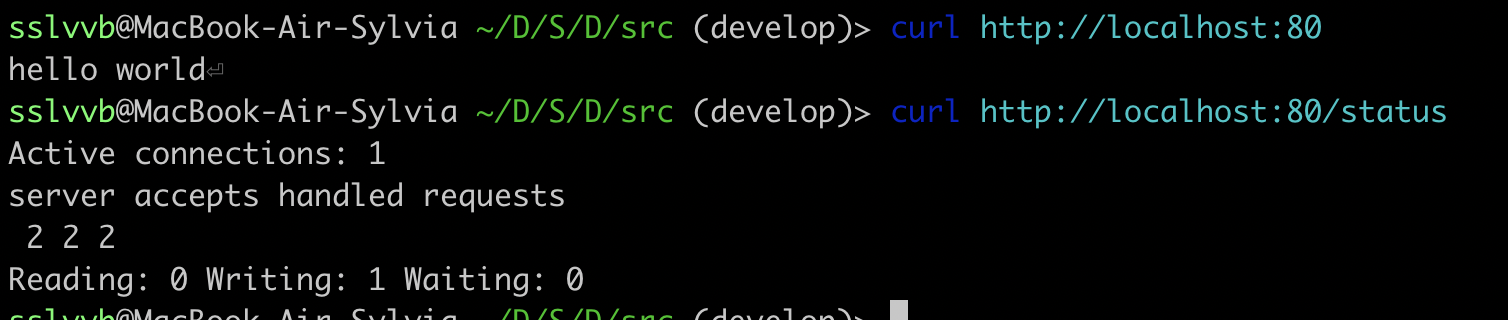 sslvvb@MacBook-Air-Sylvia ~/D/S/D/src (develop)> curl http://localhost:80
hello world⏎
sslvvb@MacBook-Air-Sylvia ~/D/S/D/src (develop)> curl http://localhost:80/status
Active connections: 1
server accepts handled requests
 2 2 2
Reading: 0 Writing: 1 Waiting: 0
sslvvb@MacBook-Air-Sylvia ~/D/S/D/src (develop)>